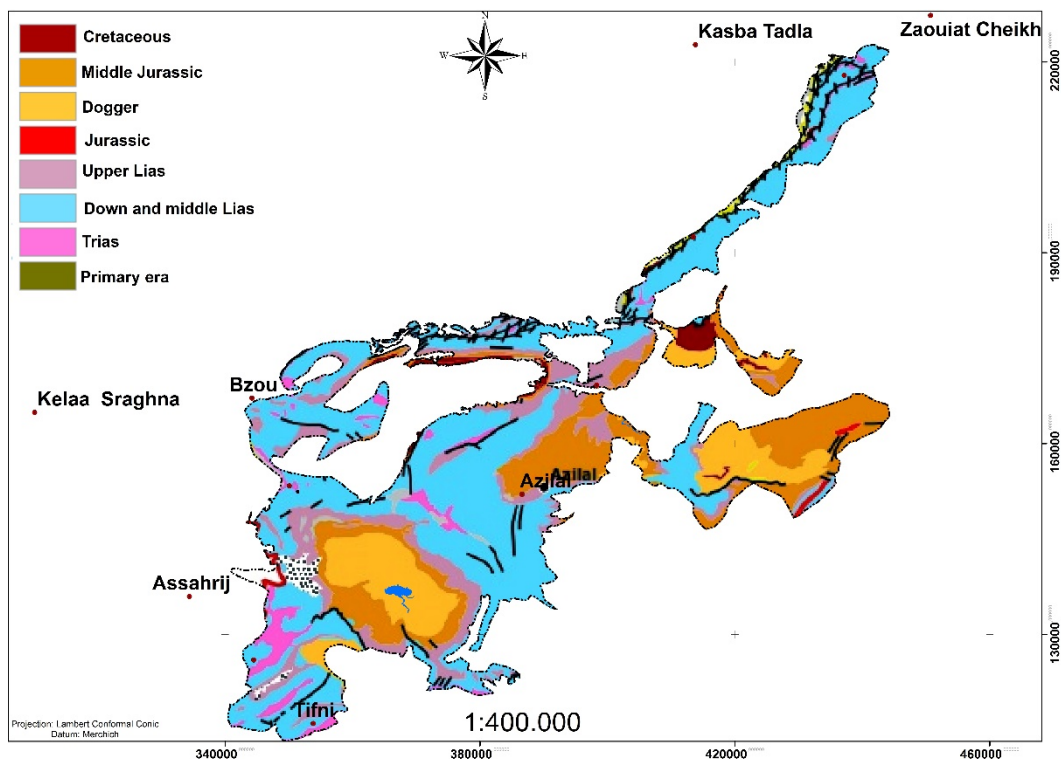 Cretaceous
Middle Jurassic
Dogger
Jurassic
Upper Lias
Down and middle Lias
Trias
Primary era
N
W
E
S
Kasba Tadla
Zaouiat Cheikh
220000
190000
160000
130000
Bzou
Kelaa Sraghna
Azilal
Azilal
Assahrij
Tifni
Projection: Lambert Conformal Conic
Datum: Merchich
1:400.000
340000
380000
420000
460000